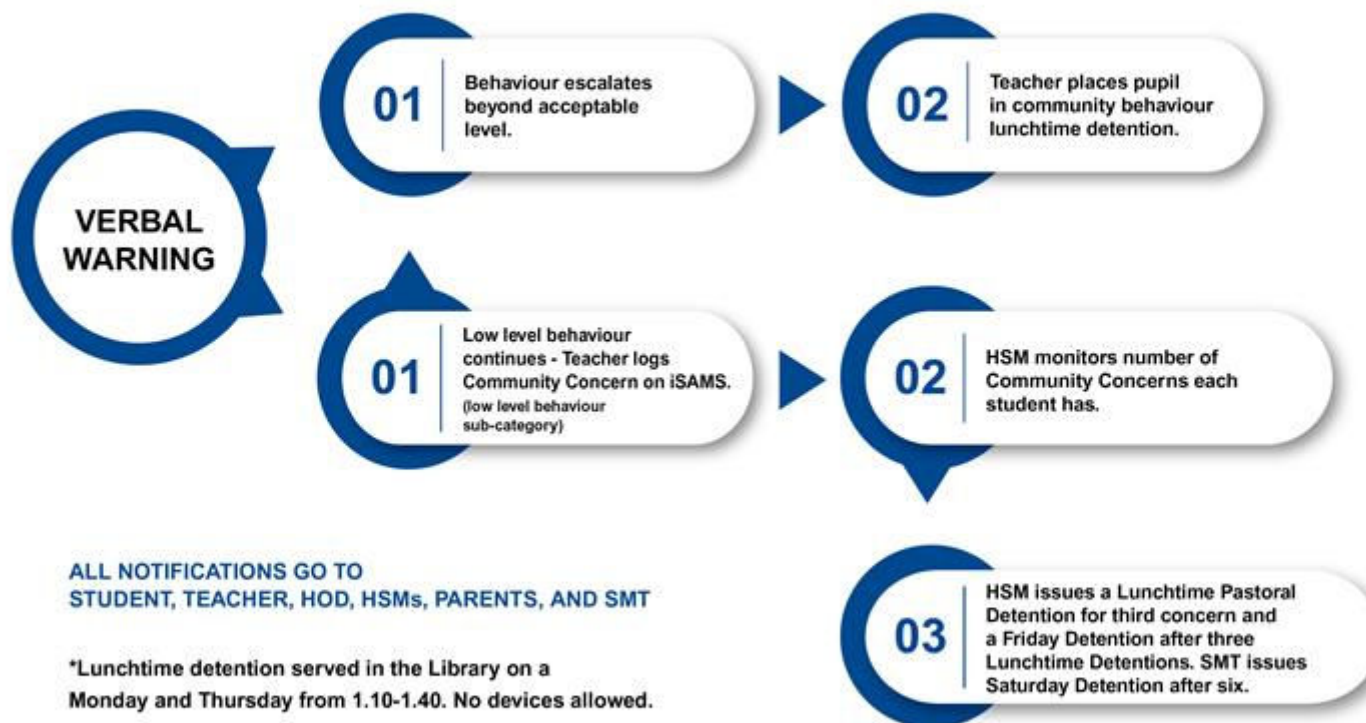 VERBAL
WARNING
01
Behaviour escalates
beyond acceptable
level.
02
Teacher places pupil
in community behaviour
lunchtime detention.
01
Low level behaviour
continues - Teacher logs
Community Concern on iSAMS.
(low level behaviour
sub-category)
02
HSM monitors number of
Community Concerns each
student has.
03
HSM issues a Lunchtime Pastoral
Detention for third concern and
a Friday Detention after three
Lunchtime Detentions. SMT issues
Saturday Detention after six.
ALL NOTIFICATIONS GO TO
STUDENT, TEACHER, HOD, HSMs, PARENTS, AND SMT
*Lunchtime detention served in the Library on a
Monday and Thursday from 1.10-1.40. No devices allowed.